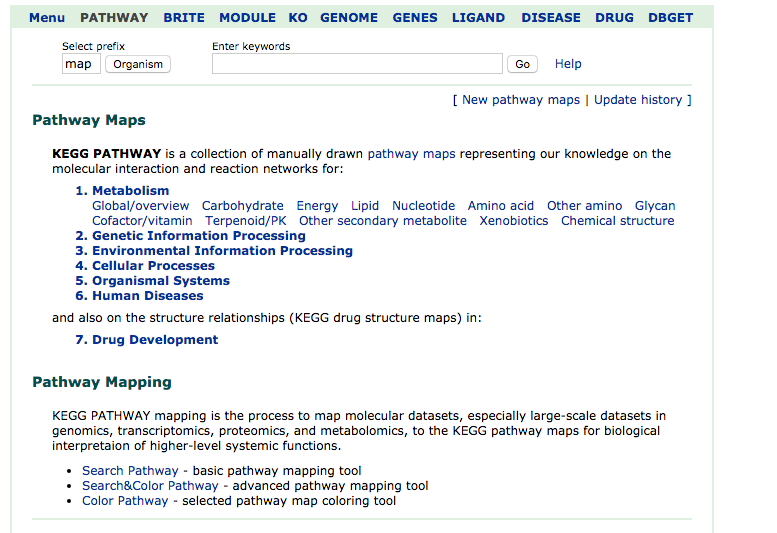 Menu PATHWAY BRITE MODULE KO GENOME GENES LIGAND DISEASE DRUG DBGET
Select prefix Enter keywords
map Organism Go Help
[ New pathway maps | Update history ]
Pathway Maps
KEGG PATHWAY is a collection of manually drawn pathway maps representing our knowledge on the
molecular interaction and reaction networks for:
1. Metabolism
Global/overview Carbohydrate Energy Lipid Nucleotide Amino acid Other amino Glycan
Cofactor/vitamin Terpenoid/PK Other secondary metabolite Xenobiotics Chemical structure
2. Genetic Information Processing
3. Environmental Information Processing
4. Cellular Processes
5. Organismal Systems
6. Human Diseases
and also on the structure relationships (KEGG drug structure maps) in:
7. Drug Development
Pathway Mapping
KEGG PATHWAY mapping is the process to map molecular datasets, especially large-scale datasets in
genomics, transcriptomics, proteomics, and metabolomics, to the KEGG pathway maps for biological
interpretaion of higher-level systemic functions.
• Search Pathway - basic pathway mapping tool
• Search&Color Pathway - advanced pathway mapping tool
• Color Pathway - selected pathway map coloring tool